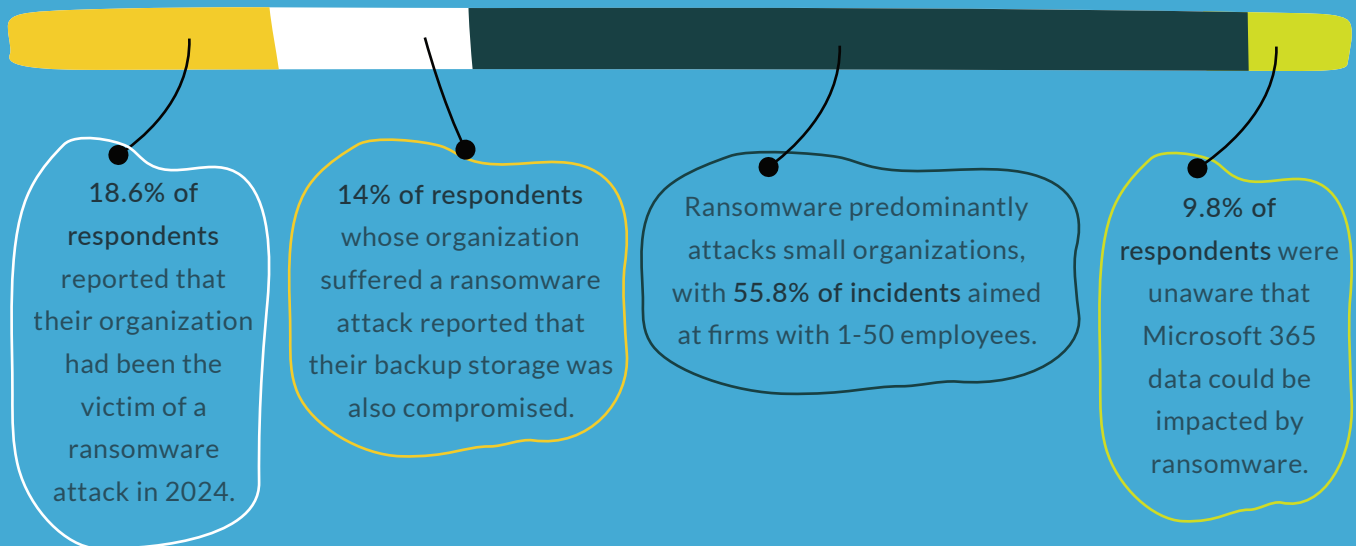 18.6% of
respondents
reported that
their organization
had been the
victim of a
ransomware
attack in 2024.
14% of respondents
whose organization
suffered a ransomware
attack reported that
their backup storage was
also compromised.
Ransomware predominantly
attacks small organizations,
with 55.8% of incidents aimed
at firms with 1-50 employees.
9.8% of
respondents were
unaware that
Microsoft 365
data could be
impacted by
ransomware.